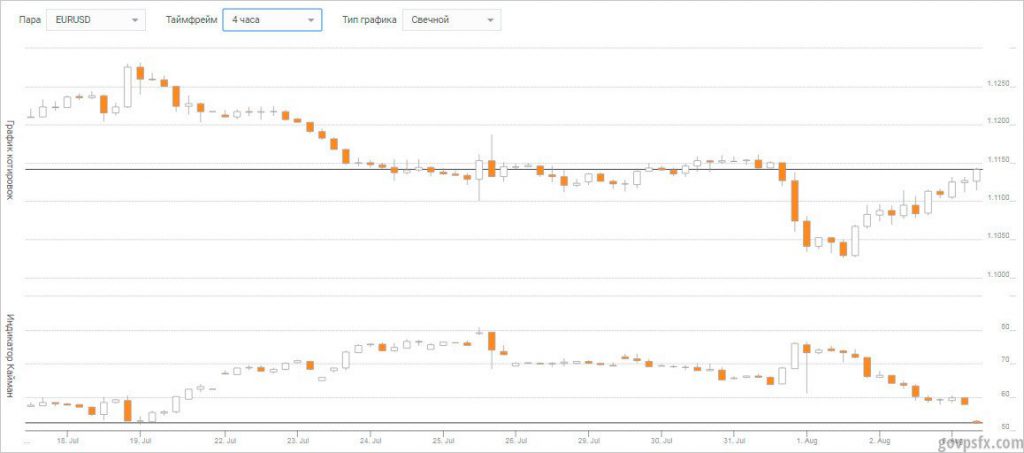 Пара EURUSD Таймфрейм 4 часа Тип графика Свечной
График котировок
1.1250
1.1200
1.1150
1.1100
1.1050
1.1000
Индикатор Кайман
80
70
60
50
... 18. Jul 19. Jul 22. Jul 23. Jul 24. Jul 25. Jul 26. Jul 29. Jul 30. Jul 31. Jul 1. Aug 2. Aug
govpsfx.com